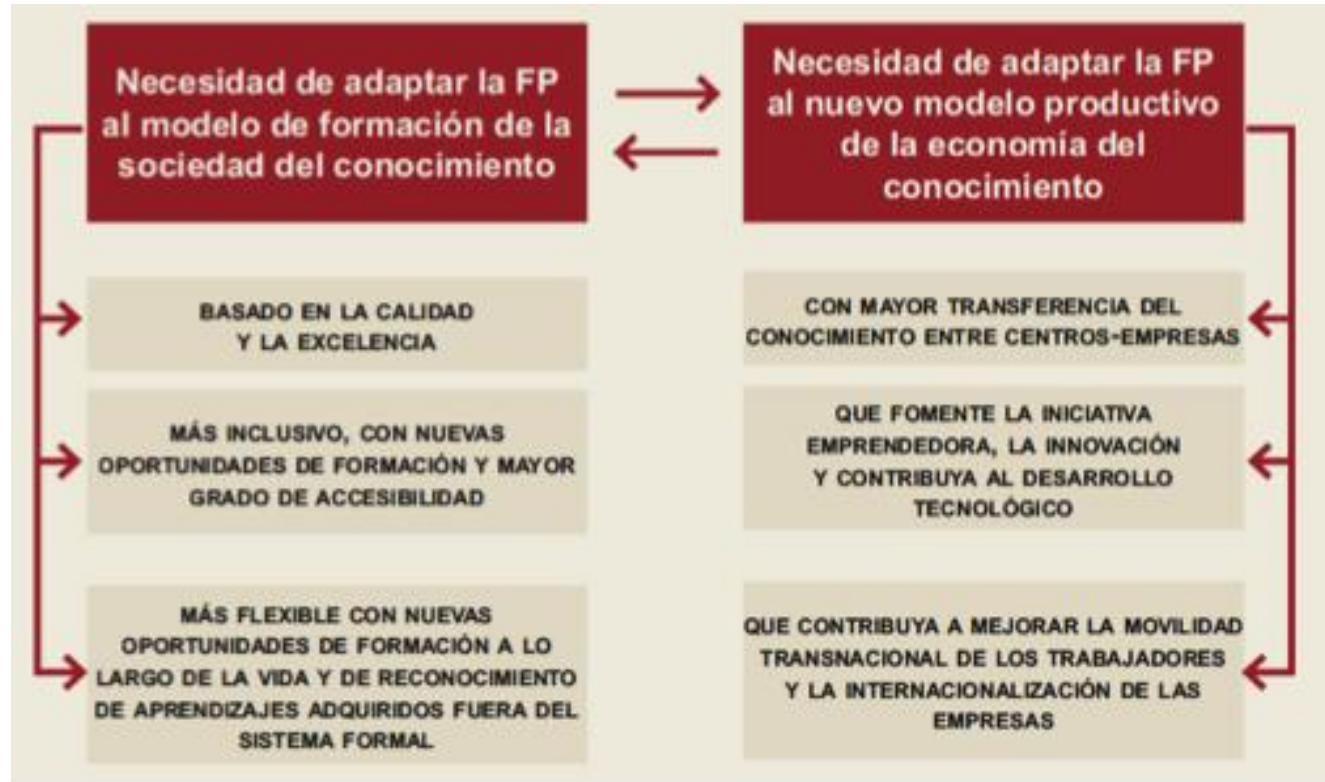 Necesidad de adaptar la FP
al modelo de formación de la
sociedad del conocimiento
BASADO EN LA CALIDAD
Y LA EXCELENCIA
MÁS INCLUSIVO, CON NUEVAS
OPORTUNIDADES DE FORMACIÓN Y MAYOR
GRADO DE ACCESIBILIDAD
MÁS FLEXIBLE CON NUEVAS
OPORTUNIDADES DE FORMACIÓN A LO
LARGO DE LA VIDA Y DE RECONOCIMIENTO
DE APRENDIZAJES ADQUIRIDOS FUERA DEL
SISTEMA FORMAL
Necesidad de adaptar la FP
al nuevo modelo productivo
de la economía del
conocimiento
CON MAYOR TRANSFERENCIA DEL
CONOCIMIENTO ENTRE CENTROS-EMPRESAS
QUE FOMENTE LA INICIATIVA
EMPRENDEDORA, LA INNOVACIÓN
Y CONTRIBUYA AL DESARROLLO
TECNOLÓGICO
QUE CONTRIBUYA A MEJORAR LA MOVILIDAD
TRANSNACIONAL DE LOS TRABAJADORES
Y LA INTERNACIONALIZACIÓN DE LAS
EMPRESAS